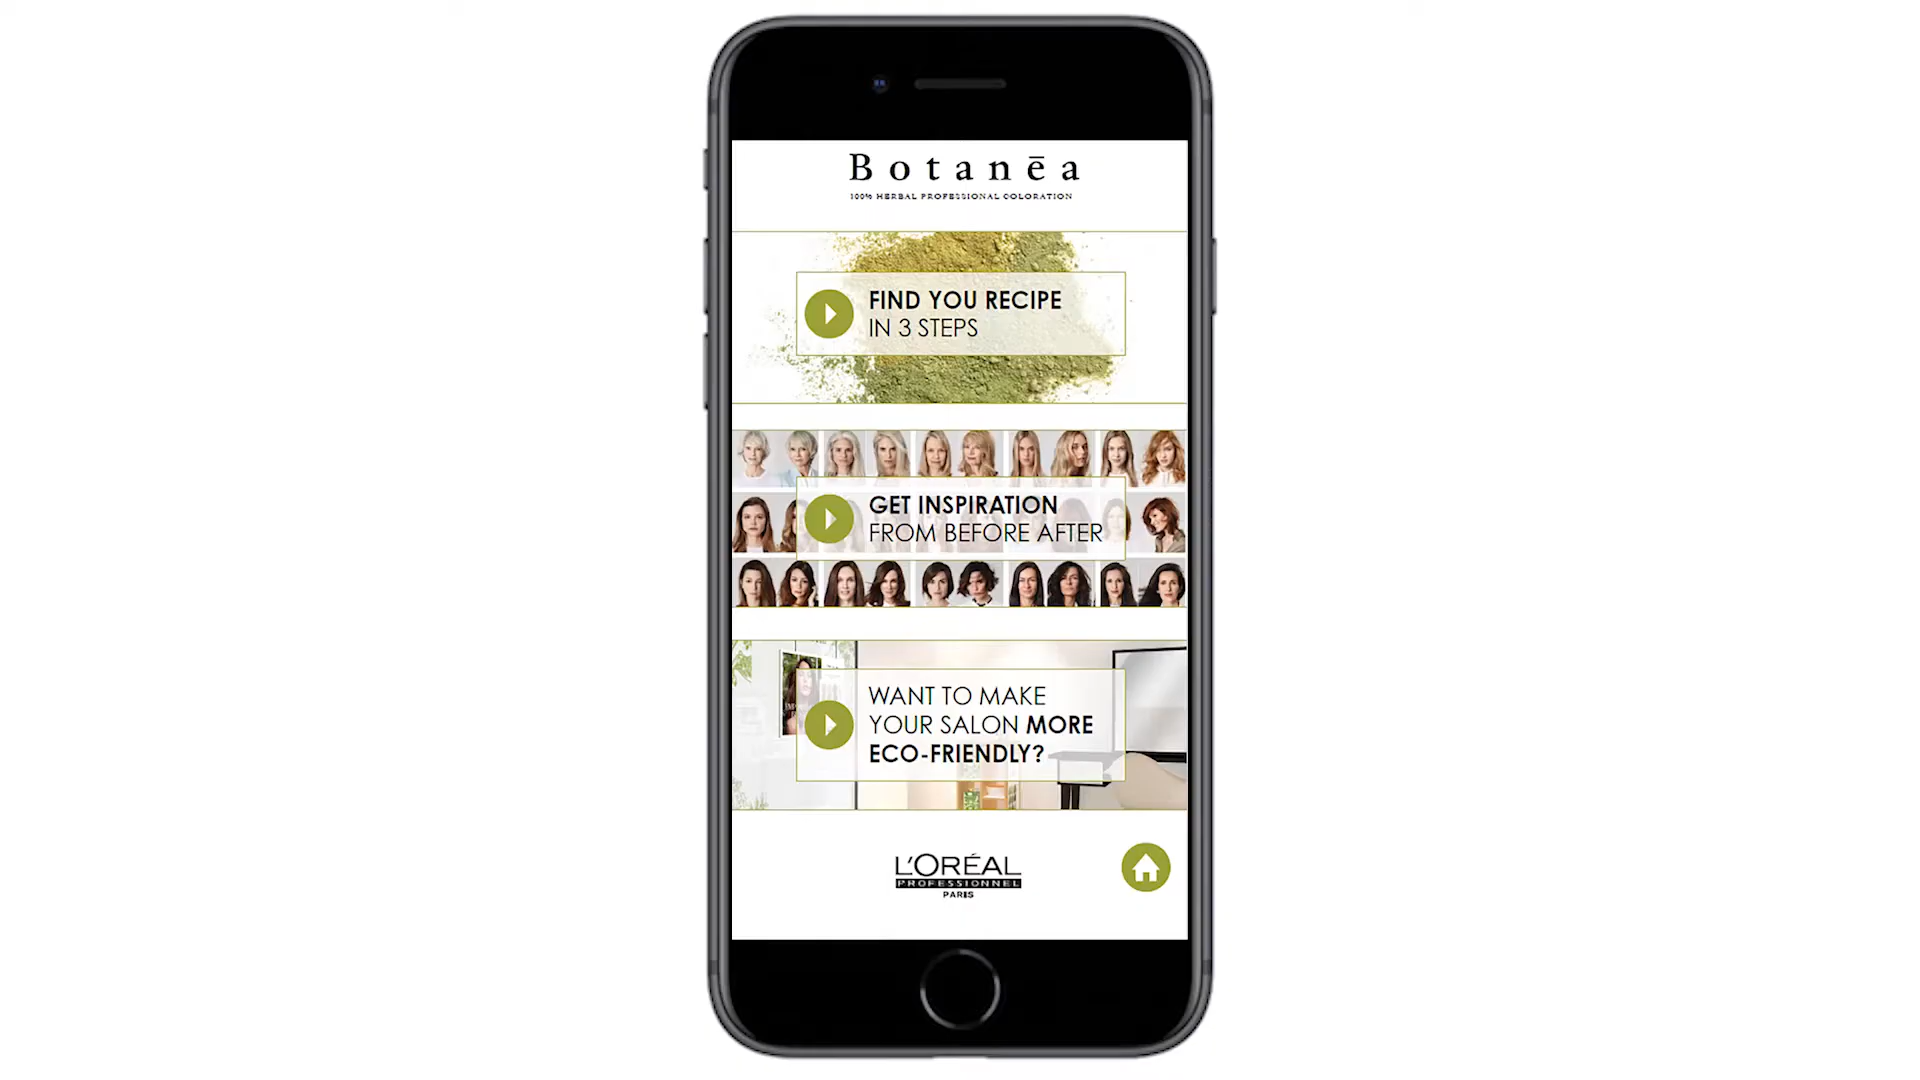 Botanēa
100% HERBAL PROFESSIONAL COLORATION
FIND YOU RECIPE
IN 3 STEPS
GET INSPIRATION
FROM BEFORE AFTER
WANT TO MAKE
YOUR SALON MORE
ECO-FRIENDLY?
L'ORÉAL
PROFESSIONNEL
PARIS